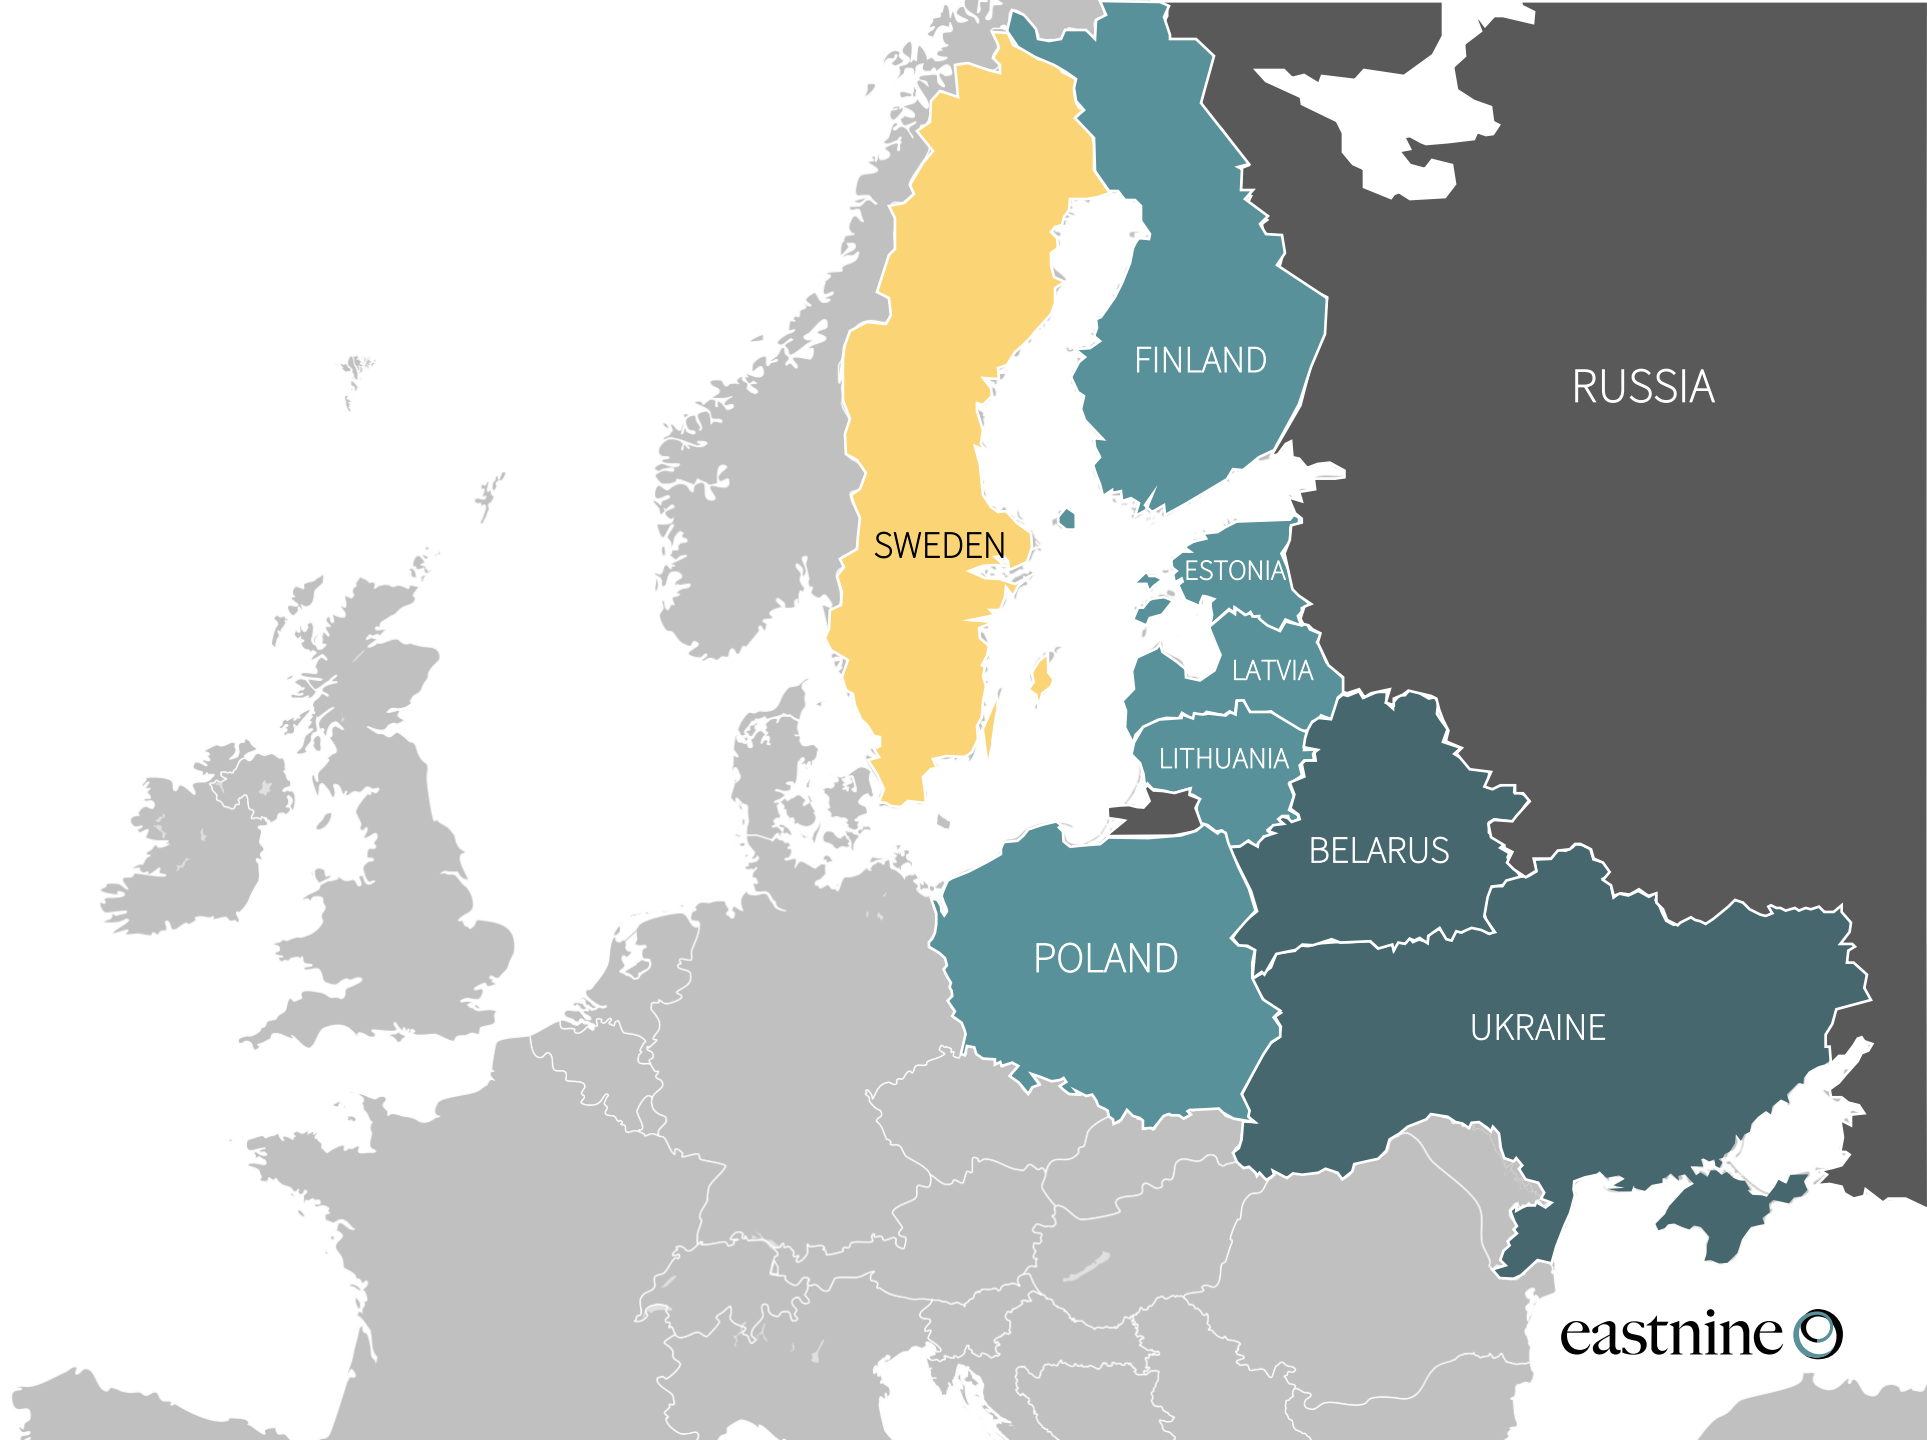 FINLAND
RUSSIA
SWEDEN
ESTONIA
LATVIA
LITHUANIA
BELARUS
POLAND
UKRAINE
eastnine